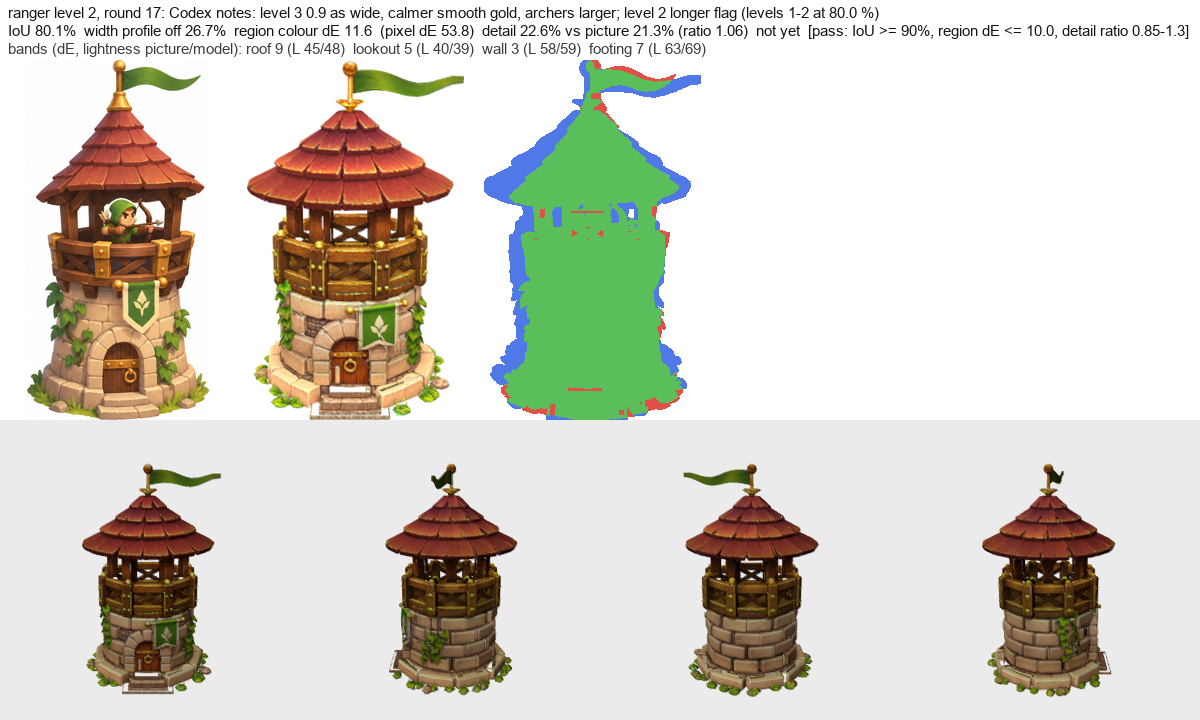 ranger level 2, round 17: Codex notes: level 3 0.9 as wide, calmer smooth gold, archers larger; level 2 longer flag (levels 1-2 at 80.0 %)
IoU 80.1%  width profile off 26.7%  region colour dE 11.6  (pixel dE 53.8)  detail 22.6% vs picture 21.3% (ratio 1.06)  not yet  [pass: IoU >= 90%, region dE <= 10.0, detail ratio 0.85-1.3]
bands (dE, lightness picture/model): roof 9 (L 45/48)  lookout 5 (L 40/39)  wall 3 (L 58/59)  footing 7 (L 63/69)